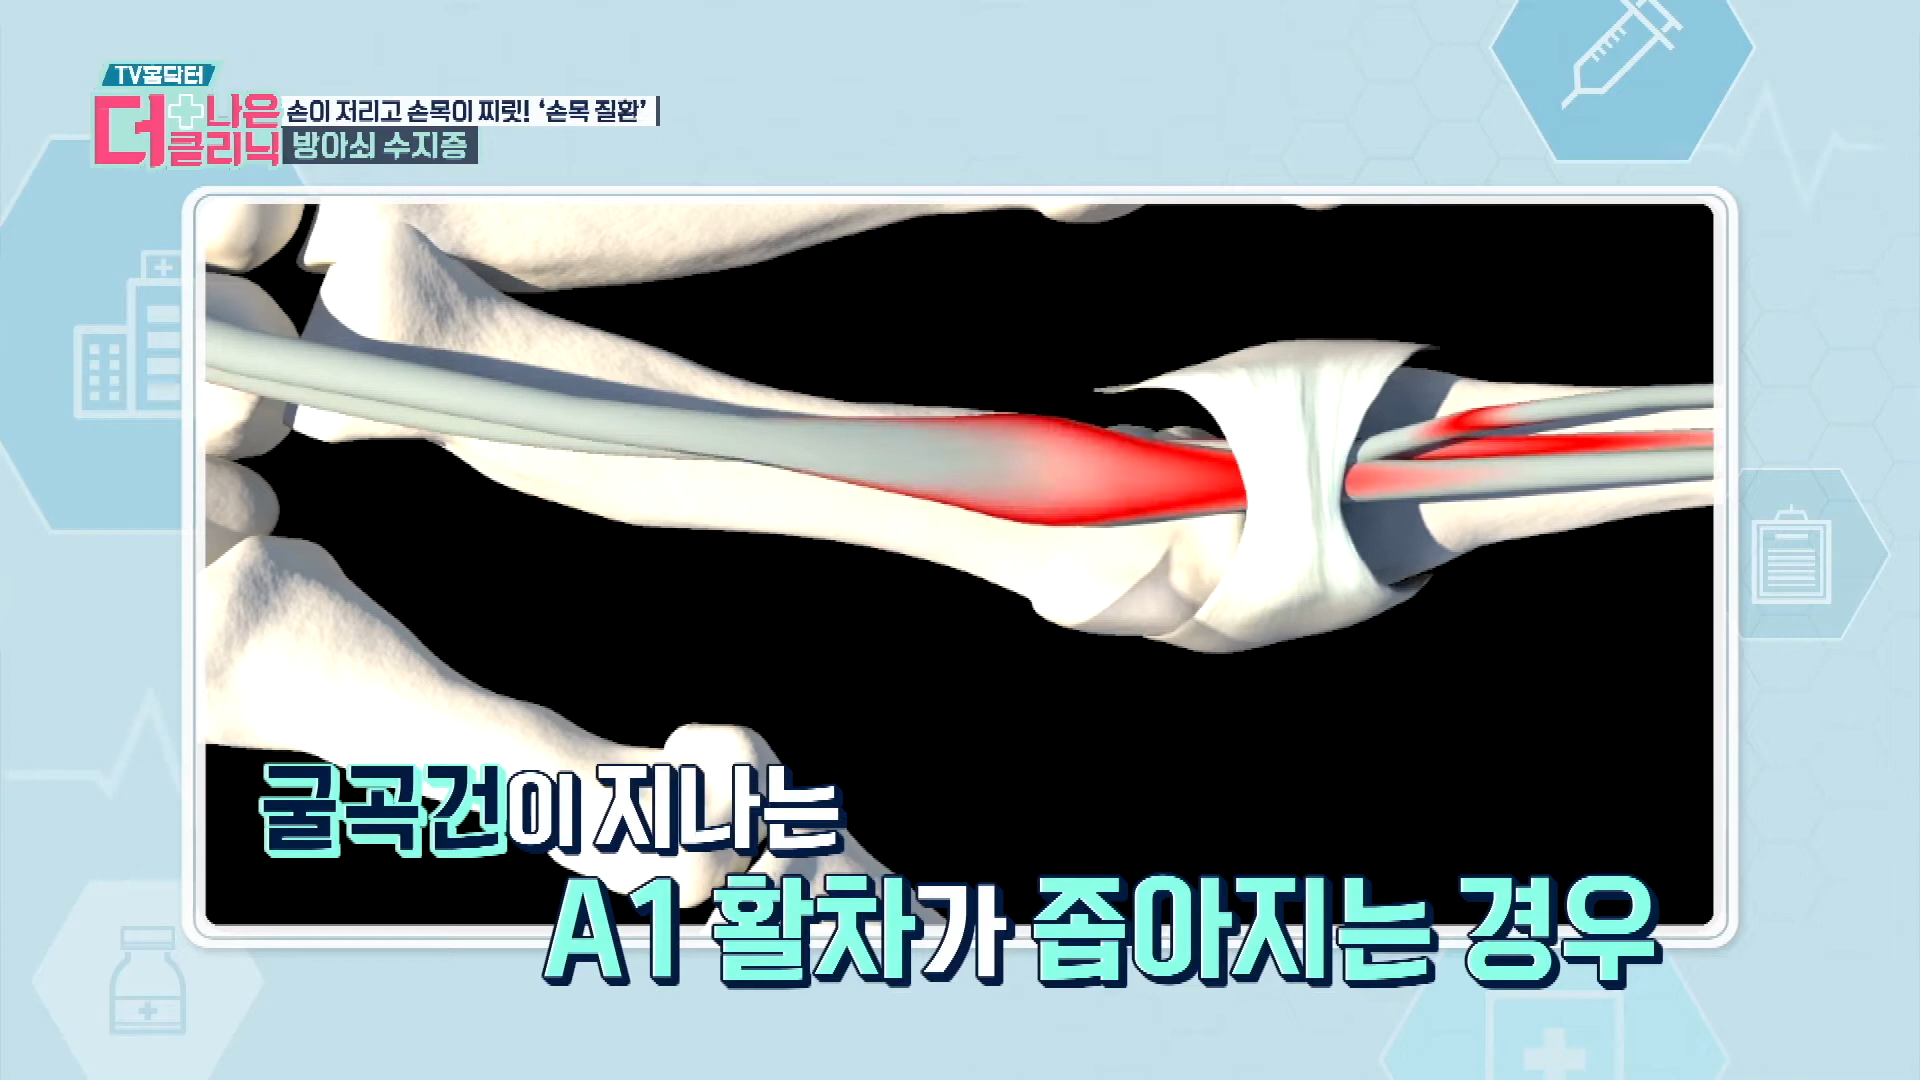 TV홈닥터
더나은
클리닉
손이 저리고 손목이 찌릿! ‘손목 질환’
방아쇠 수지증
굴곡건이 지나는
A1 활차가 좁아지는 경우